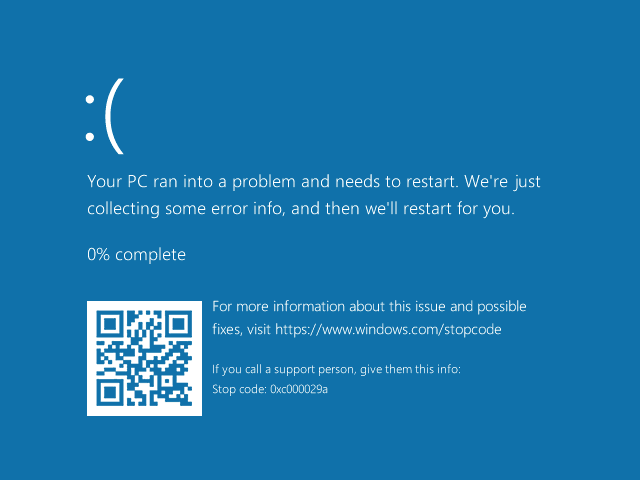 :(
Your PC ran into a problem and needs to restart. We're just
collecting some error info, and then we'll restart for you.
0% complete
For more information about this issue and possible
fixes, visit https://www.windows.com/stopcode
If you call a support person, give them this info:
Stop code: 0xc000029a